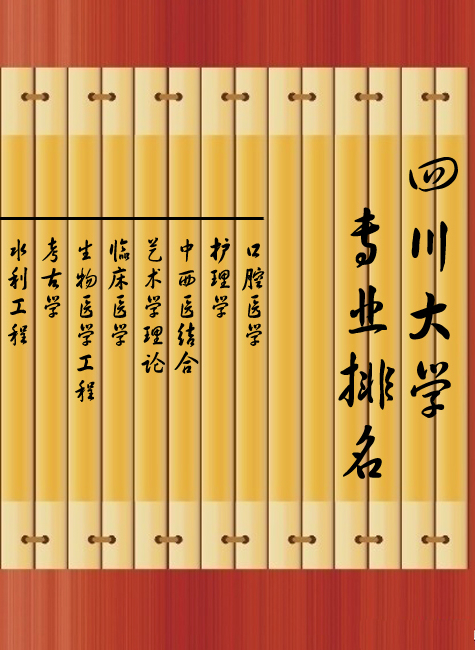 四川大学
专业排名
口腔医学
护理学
中西医结合
艺术学理论
临床医学
生物医学工程
考古学
水利工程